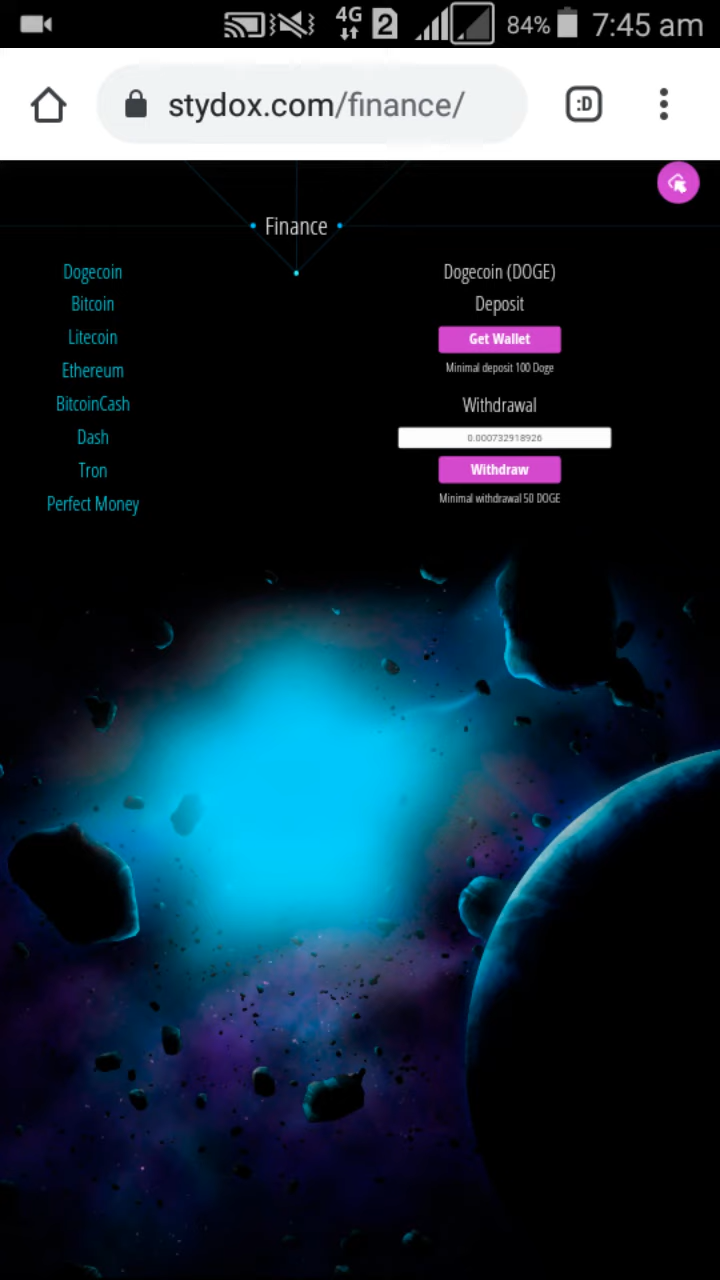 4G 2 84% 7:45 am
stydox.com/finance/ :D
Finance
Dogecoin
Bitcoin
Litecoin
Ethereum
BitcoinCash
Dash
Tron
Perfect Money
Dogecoin (DOGE)
Deposit
Get Wallet
Minimal deposit 100 Doge
Withdrawal
0.000732918926
Withdraw
Minimal withdrawal 50 DOGE